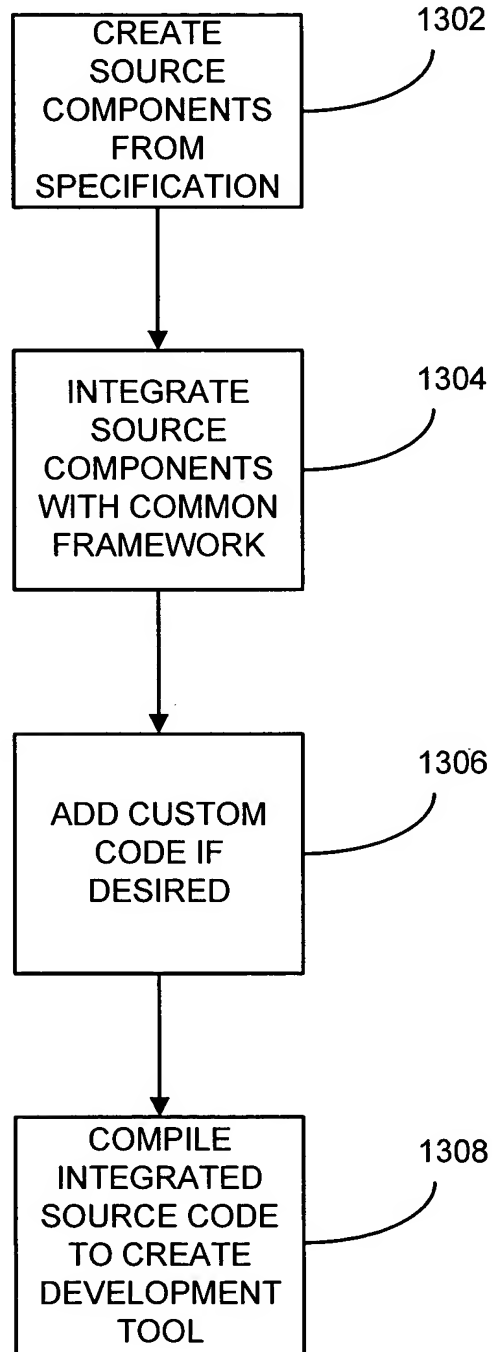 1302
CREATE
SOURCE
COMPONENTS
FROM
SPECIFICATION
1304
INTEGRATE
SOURCE
COMPONENTS
WITH COMMON
FRAMEWORK
1306
ADD CUSTOM
CODE IF
DESIRED
1308
COMPILE
INTEGRATED
SOURCE CODE
TO CREATE
DEVELOPMENT
TOOL